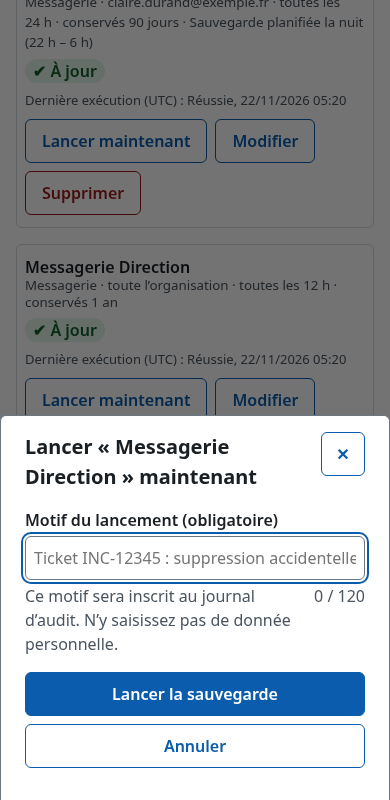 Messagerie · claire.durand@exemple.fr · toutes les
24 h · conservés 90 jours · Sauvegarde planifiée la nuit
(22 h – 6 h)
✔ À jour
Dernière exécution (UTC) : Réussie, 22/11/2026 05:20
Lancer maintenant
Modifier
Supprimer
Messagerie Direction
Messagerie · toute l’organisation · toutes les 12 h ·
conservés 1 an
✔ À jour
Dernière exécution (UTC) : Réussie, 22/11/2026 05:20
Lancer maintenant
Modifier
Lancer « Messagerie
Direction » maintenant
×
Motif du lancement (obligatoire)
Ticket INC-12345 : suppression accidentelle
Ce motif sera inscrit au journal
d’audit. N’y saisissez pas de donnée
personnelle.
0 / 120
Lancer la sauvegarde
Annuler